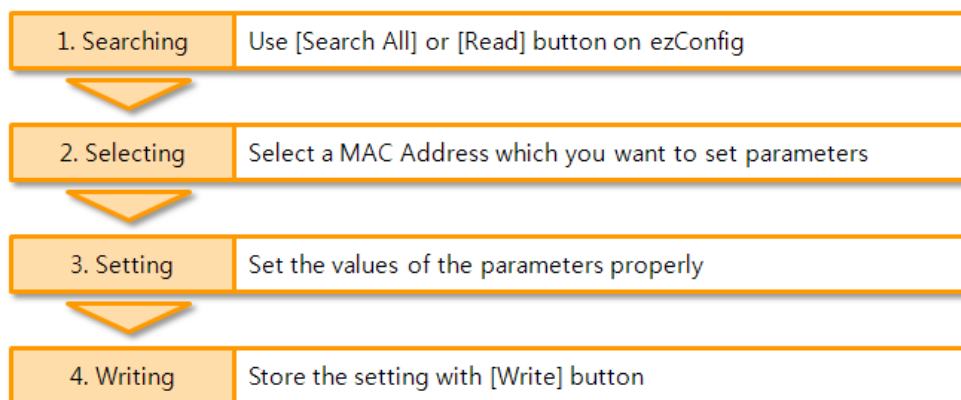 1. Searching Use [Search All] or [Read] button on ezConfig
2. Selecting Select a MAC Address which you want to set parameters
3. Setting Set the values of the parameters properly
4. Writing Store the setting with [Write] button